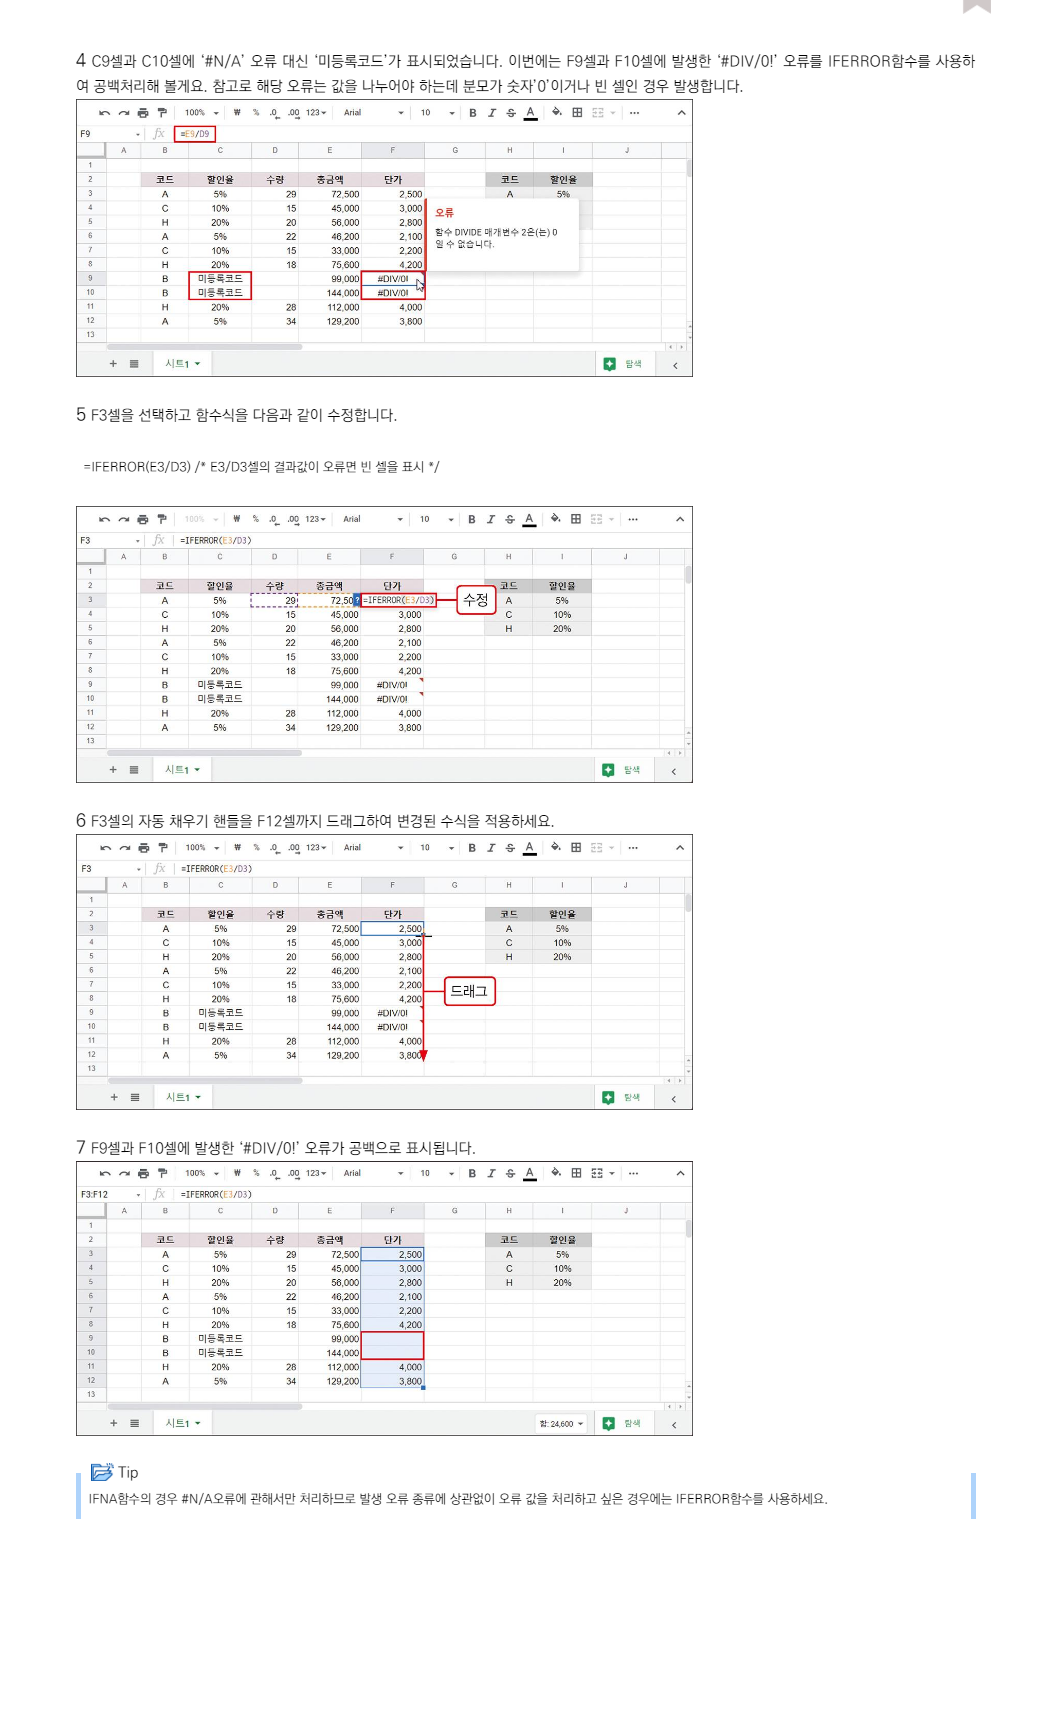 4 C9셀과 C10셀에 ‘#N/A’ 오류 대신 ‘미등록코드’가 표시되었습니다. 이번에는 F9셀과 F10셀에 발생한 ‘#DIV/0!’ 오류를 IFERROR함수를 사용하
여 공백처리해 볼게요. 참고로 해당 오류는 값을 나누어야 하는데 분모가 숫자‘0’이거나 빈 셀인 경우 발생합니다.
100% ₩ % .0 .00 123 Arial 10 B I S A
F9 fx =E9/D9
A B C D E F G H I J
1
2 코드 할인율 수량 총금액 단가 코드 할인율
3 A 5% 29 72,500 2,500 A 5%
4 C 10% 15 45,000 3,000
5 H 20% 20 56,000 2,800
6 A 5% 22 46,200 2,100
7 C 10% 15 33,000 2,200
8 H 20% 18 75,600 4,200
9 B 미등록코드 99,000 #DIV/0!
10 B 미등록코드 144,000 #DIV/0!
11 H 20% 28 112,000 4,000
12 A 5% 34 129,200 3,800
13
오류
함수 DIVIDE 매개변수 2은(는) 0
일 수 없습니다.
+ 시트1 탐색
5 F3셀을 선택하고 함수식을 다음과 같이 수정합니다.
=IFERROR(E3/D3) /* E3/D3셀의 결과값이 오류면 빈 셀을 표시 */
100% ₩ % .0 .00 123 Arial 10 B I S A
F3 fx =IFERROR(E3/D3)
A B C D E F G H I J
1
2 코드 할인율 수량 총금액 단가 코드 할인율
3 A 5% 29 72,50 ? =IFERROR(E3/D3) 수정 A 5%
4 C 10% 15 45,000 3,000 C 10%
5 H 20% 20 56,000 2,800 H 20%
6 A 5% 22 46,200 2,100
7 C 10% 15 33,000 2,200
8 H 20% 18 75,600 4,200
9 B 미등록코드 99,000 #DIV/0!
10 B 미등록코드 144,000 #DIV/0!
11 H 20% 28 112,000 4,000
12 A 5% 34 129,200 3,800
13
+ 시트1 탐색
6 F3셀의 자동 채우기 핸들을 F12셀까지 드래그하여 변경된 수식을 적용하세요.
100% ₩ % .0 .00 123 Arial 10 B I S A
F3 fx =IFERROR(E3/D3)
A B C D E F G H I J
1
2 코드 할인율 수량 총금액 단가 코드 할인율
3 A 5% 29 72,500 2,500 A 5%
4 C 10% 15 45,000 3,000 C 10%
5 H 20% 20 56,000 2,800 H 20%
6 A 5% 22 46,200 2,100
7 C 10% 15 33,000 2,200 드래그
8 H 20% 18 75,600 4,200
9 B 미등록코드 99,000 #DIV/0!
10 B 미등록코드 144,000 #DIV/0!
11 H 20% 28 112,000 4,000
12 A 5% 34 129,200 3,800
13
+ 시트1 탐색
7 F9셀과 F10셀에 발생한 ‘#DIV/0!’ 오류가 공백으로 표시됩니다.
100% ₩ % .0 .00 123 Arial 10 B I S A
F3:F12 fx =IFERROR(E3/D3)
A B C D E F G H I J
1
2 코드 할인율 수량 총금액 단가 코드 할인율
3 A 5% 29 72,500 2,500 A 5%
4 C 10% 15 45,000 3,000 C 10%
5 H 20% 20 56,000 2,800 H 20%
6 A 5% 22 46,200 2,100
7 C 10% 15 33,000 2,200
8 H 20% 18 75,600 4,200
9 B 미등록코드 99,000
10 B 미등록코드 144,000
11 H 20% 28 112,000 4,000
12 A 5% 34 129,200 3,800
13
+ 시트1 합: 24,600 탐색
Tip
IFNA함수의 경우 #N/A오류에 관해서만 처리하므로 발생 오류 종류에 상관없이 오류 값을 처리하고 싶은 경우에는 IFERROR함수를 사용하세요.